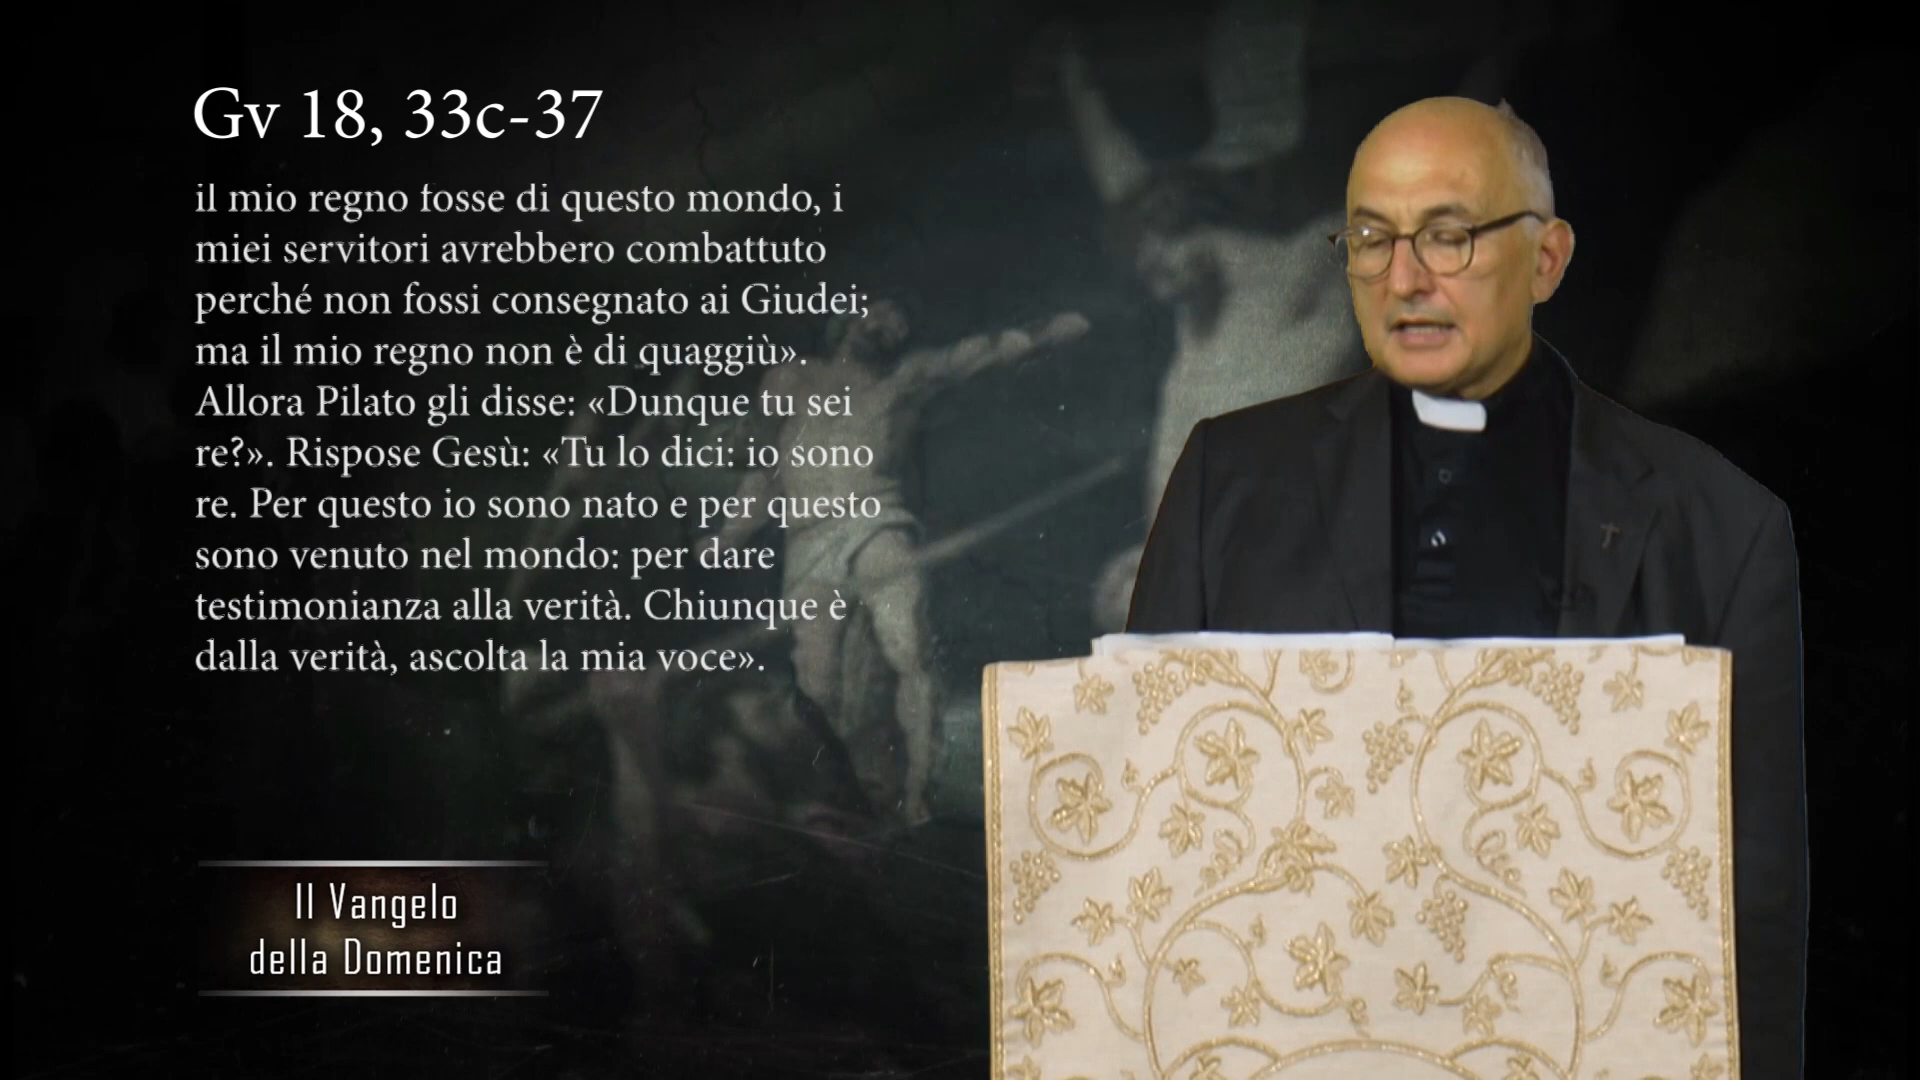 Gv 18, 33c-37
il mio regno fosse di questo mondo, i
miei servitori avrebbero combattuto
perché non fossi consegnato ai Giudei;
ma il mio regno non è di quaggiù».
Allora Pilato gli disse: «Dunque tu sei
re?». Rispose Gesù: «Tu lo dici: io sono
re. Per questo io sono nato e per questo
sono venuto nel mondo: per dare
testimonianza alla verità. Chiunque è
dalla verità, ascolta la mia voce».
Il Vangelo
della Domenica